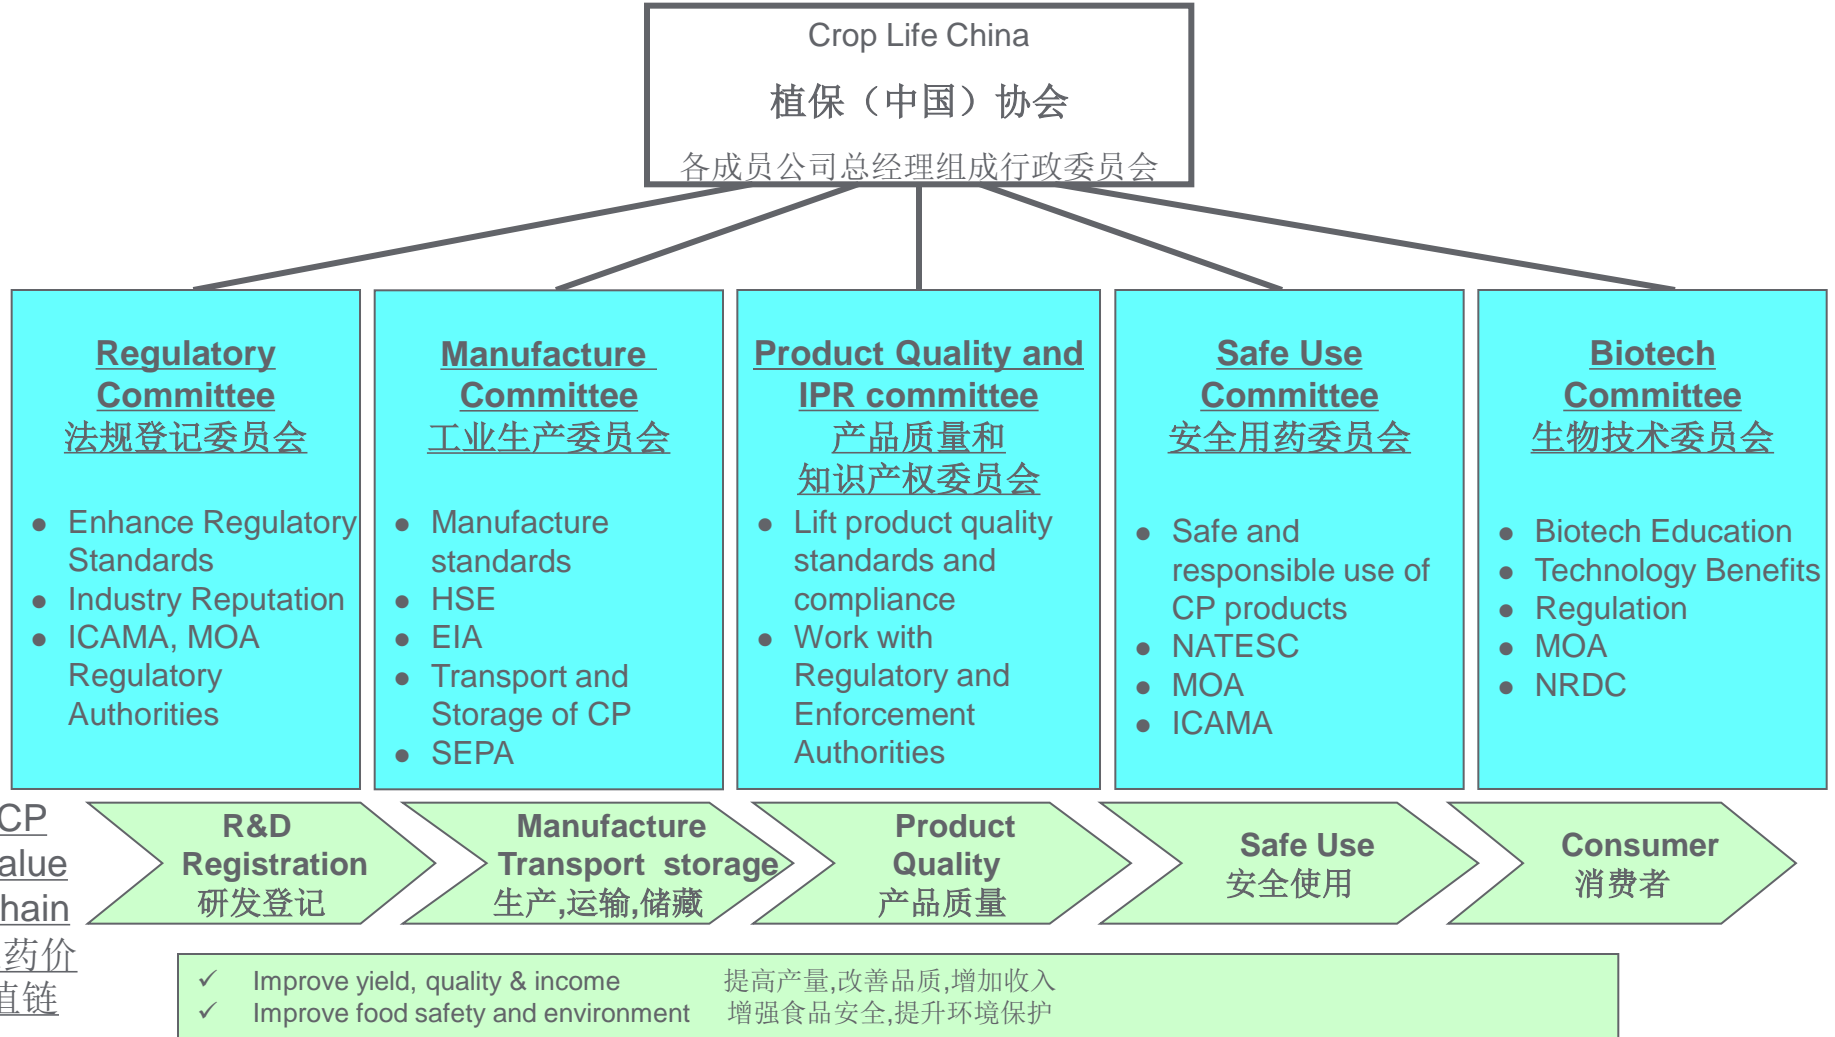 Crop Life China
植保（中国）协会
各成员公司总经理组成行政委员会
Regulatory
Committee
法规登记委员会
● Enhance Regulatory
Standards
● Industry Reputation
● ICAMA, MOA
Regulatory
Authorities
Manufacture
Committee
工业生产委员会
● Manufacture
standards
● HSE
● EIA
● Transport and
Storage of CP
● SEPA
Product Quality and
IPR committee
产品质量和
知识产权委员会
● Lift product quality
standards and
compliance
● Work with
Regulatory and
Enforcement
Authorities
Safe Use
Committee
安全用药委员会
● Safe and
responsible use of
CP products
● NATESC
● MOA
● ICAMA
Biotech
Committee
生物技术委员会
● Biotech Education
● Technology Benefits
● Regulation
● MOA
● NRDC
CP
alue
hain
药价
值链
R&D
Registration
研发登记
Manufacture
Transport storage
生产,运输,储藏
Product
Quality
产品质量
Safe Use
安全使用
Consumer
消费者
✓ Improve yield, quality & income 提高产量,改善品质,增加收入
✓ Improve food safety and environment 增强食品安全,提升环境保护